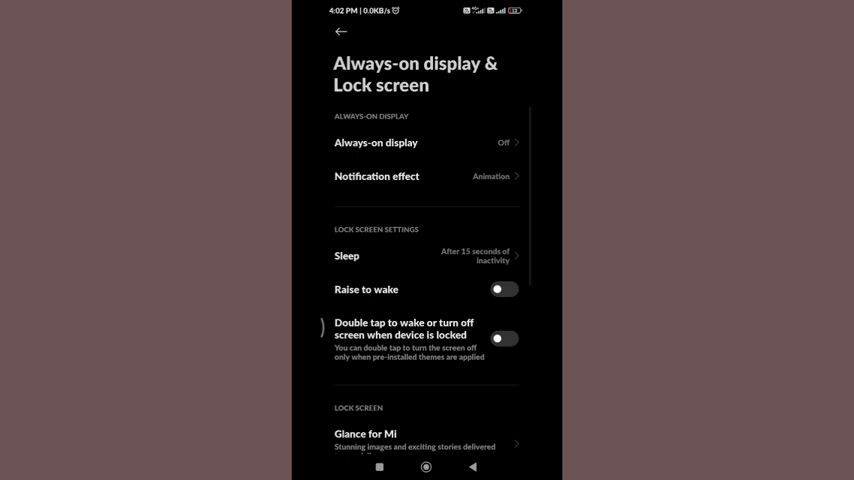 4:02 PM | 0.0KB/s
Always-on display &
Lock screen
ALWAYS-ON DISPLAY
Always-on display
Off
Notification effect
Animation
LOCK SCREEN SETTINGS
Sleep
After 15 seconds of
inactivity
Raise to wake
Double tap to wake or turn off
screen when device is locked
You can double tap to turn the screen off
only when pre-installed themes are applied
LOCK SCREEN
Glance for Mi
Stunning images and exciting stories delivered